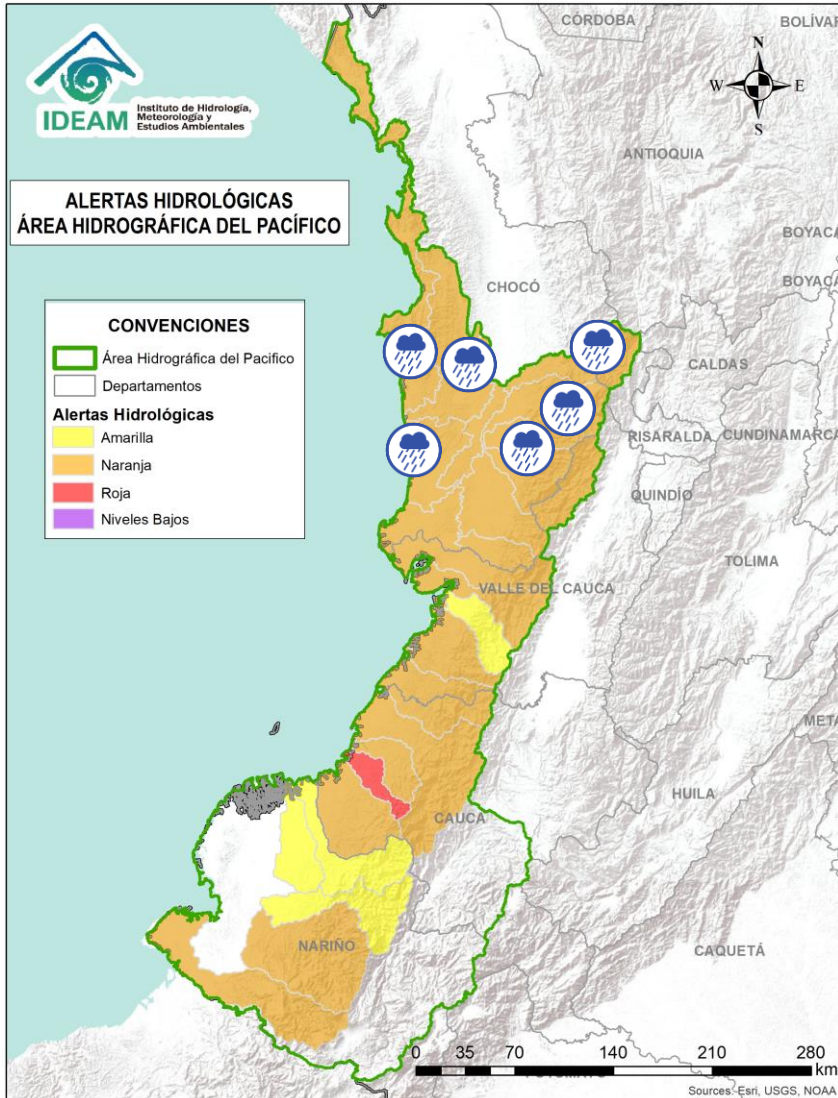 CÓRDOBA
BOLÍVAR
N
W
E
S
IDEAM
Instituto de Hidrología,
Meteorología y
Estudios Ambientales
ANTIOQUIA
ALERTAS HIDROLÓGICAS
ÁREA HIDROGRÁFICA DEL PACÍFICO
BOYACÁ
BOYACÁ
CHOCÓ
CONVENCIONES
Área Hidrográfica del Pacifico
Departamentos
Alertas Hidrológicas
Amarilla
Naranja
Roja
Niveles Bajos
CALDAS
RISARALDA
CUNDINAMARCA
QUINDÍO
TOLIMA
VALLE DEL CAUCA
META
HUILA
CAUCA
NARIÑO
CAQUETÁ
0 35 70 140 210 280
km
Sources: Esri, USGS, NOAA